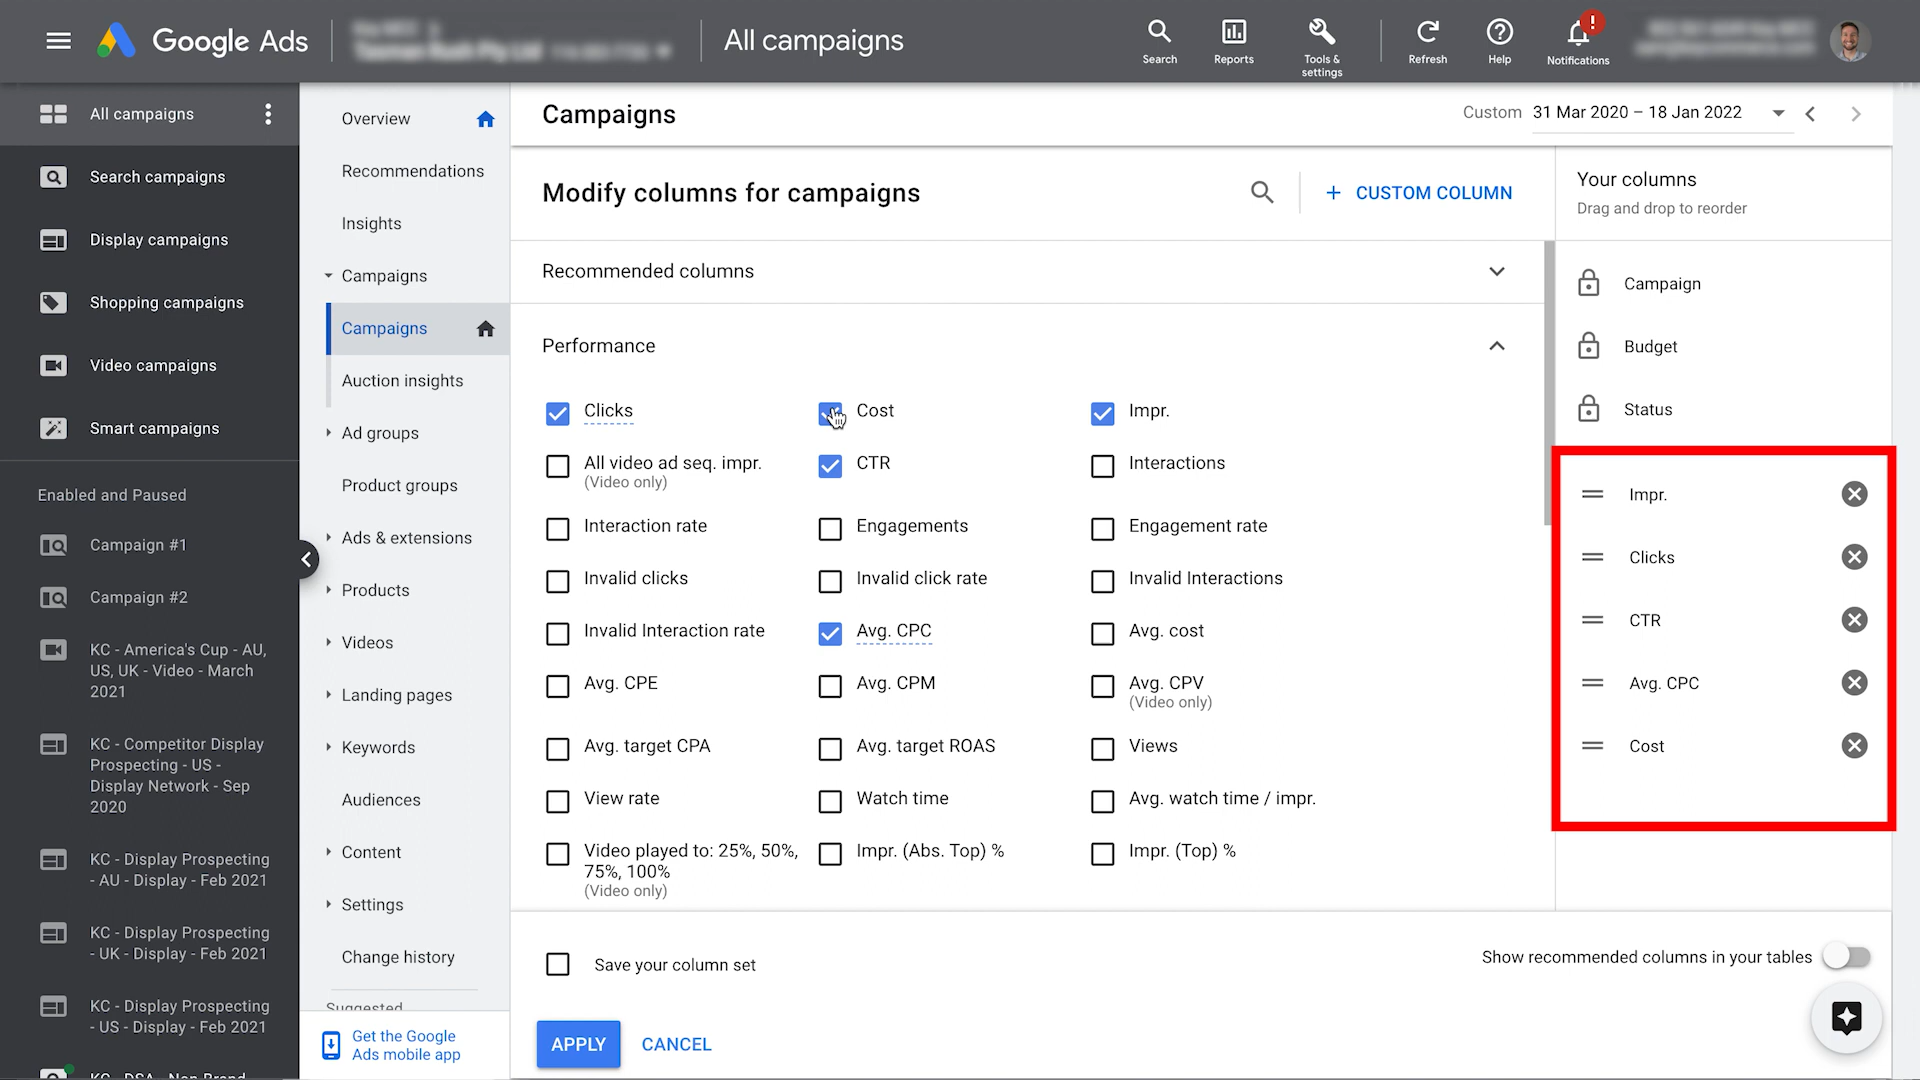 Google Ads
All campaigns
Search
Reports
Tools &
settings
Refresh
Help
!
Notifications
All campaigns
Search campaigns
Display campaigns
Shopping campaigns
Video campaigns
Smart campaigns
Enabled and Paused
Campaign #1
Campaign #2
KC - America's Cup - AU,
US, UK - Video - March
2021
KC - Competitor Display
Prospecting - US -
Display Network - Sep
2020
KC - Display Prospecting
- AU - Display - Feb 2021
KC - Display Prospecting
- UK - Display - Feb 2021
KC - Display Prospecting
- US - Display - Feb 2021
KC - DSA - Non Brand
Overview
Recommendations
Insights
Campaigns
Campaigns
Auction insights
Ad groups
Product groups
Ads & extensions
Products
Videos
Landing pages
Keywords
Audiences
Content
Settings
Change history
Suggested
Get the Google
Ads mobile app
Campaigns
Custom 31 Mar 2020 – 18 Jan 2022
Modify columns for campaigns
+ CUSTOM COLUMN
Recommended columns
Performance
Clicks
Cost
Impr.
All video ad seq. impr.
(Video only)
CTR
Interactions
Interaction rate
Engagements
Engagement rate
Invalid clicks
Invalid click rate
Invalid Interactions
Invalid Interaction rate
Avg. CPC
Avg. cost
Avg. CPE
Avg. CPM
Avg. CPV
(Video only)
Avg. target CPA
Avg. target ROAS
Views
View rate
Watch time
Avg. watch time / impr.
Video played to: 25%, 50%,
75%, 100%
(Video only)
Impr. (Abs. Top) %
Impr. (Top) %
Save your column set
Show recommended columns in your tables
APPLY
CANCEL
Your columns
Drag and drop to reorder
Campaign
Budget
Status
Impr.
Clicks
CTR
Avg. CPC
Cost